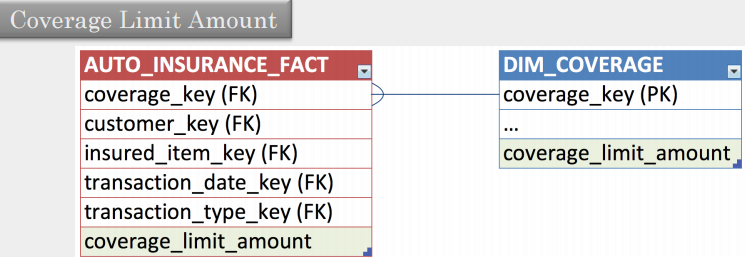 Coverage Limit Amount
AUTO_INSURANCE_FACT
coverage_key (FK)
customer_key (FK)
insured_item_key (FK)
transaction_date_key (FK)
transaction_type_key (FK)
coverage_limit_amount
DIM_COVERAGE
coverage_key (PK)
...
coverage_limit_amount